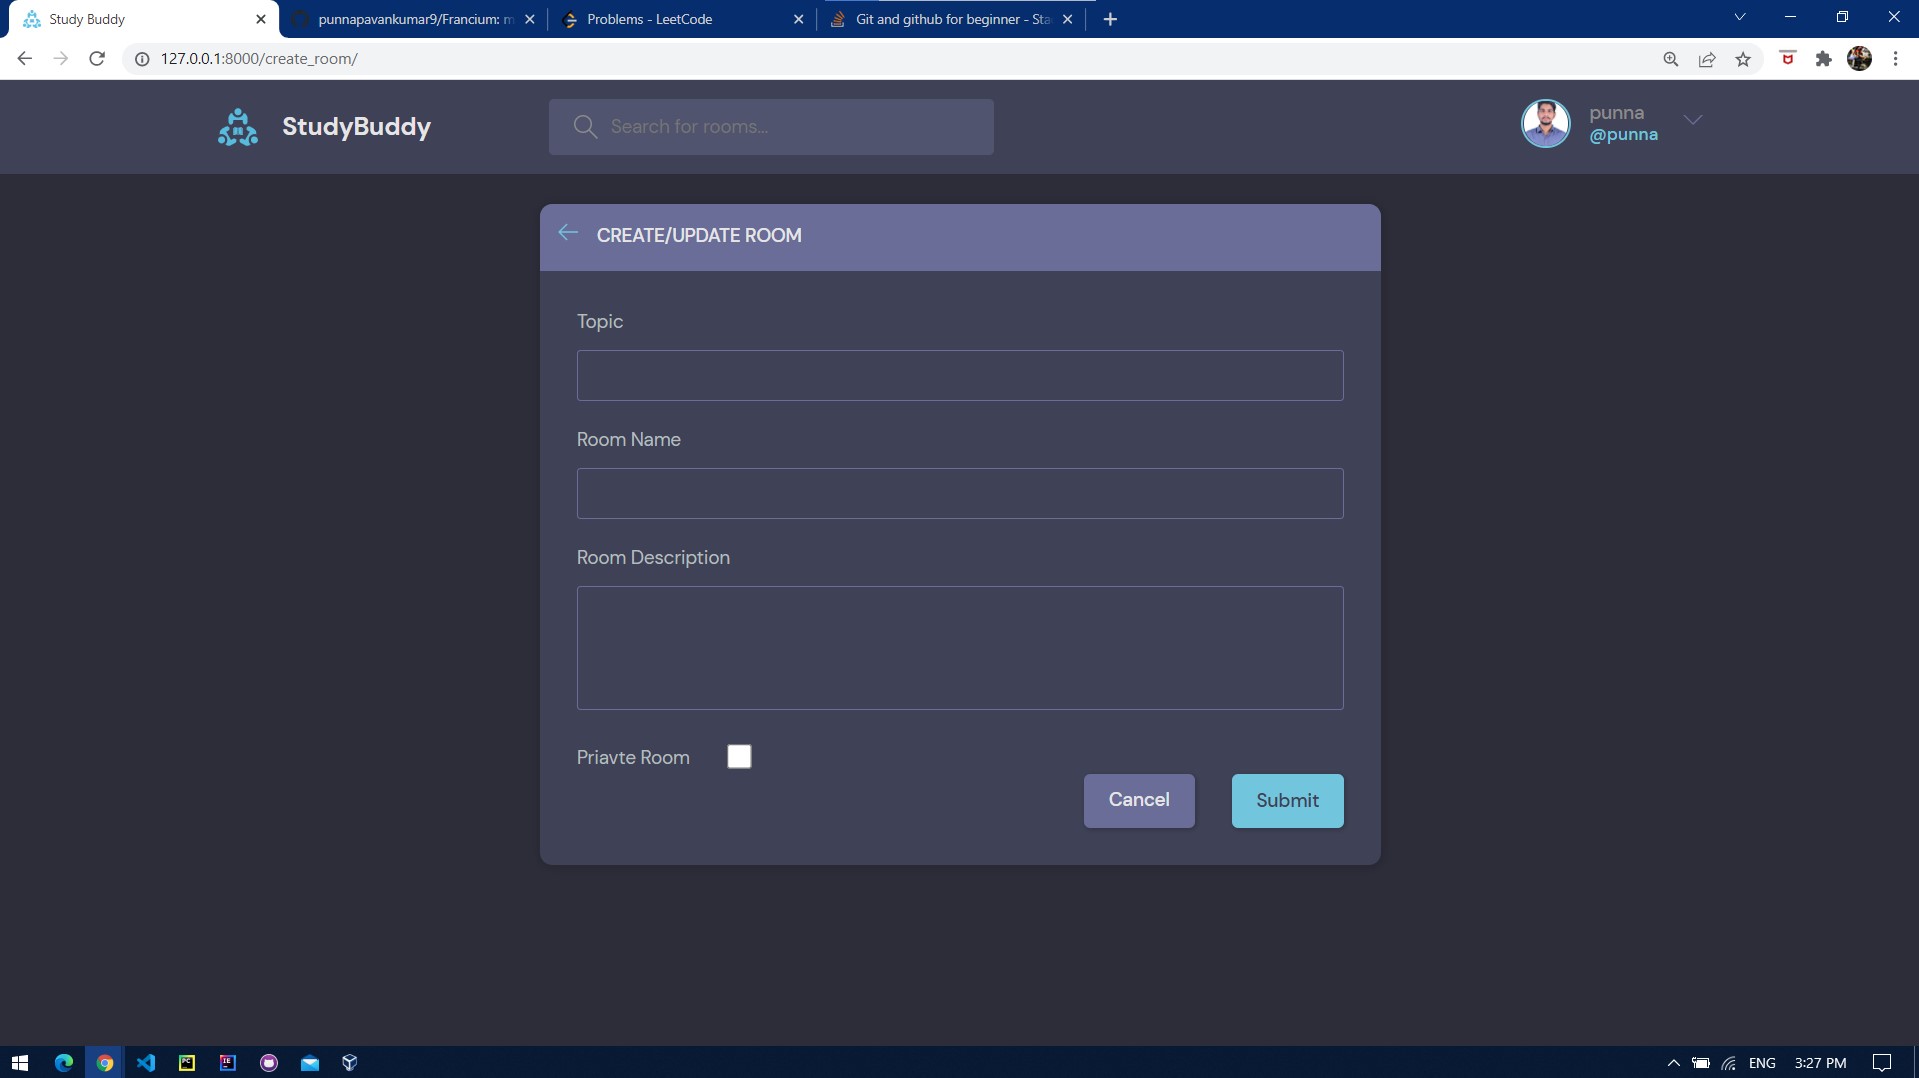 Study Buddy
punnapavankumar9/Francium: m
Problems - LeetCode
Git and github for beginner - Sta
127.0.0.1:8000/create_room/
StudyBuddy
Search for rooms...
punna
@punna
CREATE/UPDATE ROOM
Topic
Room Name
Room Description
Priavte Room
Cancel
Submit
ENG
3:27 PM